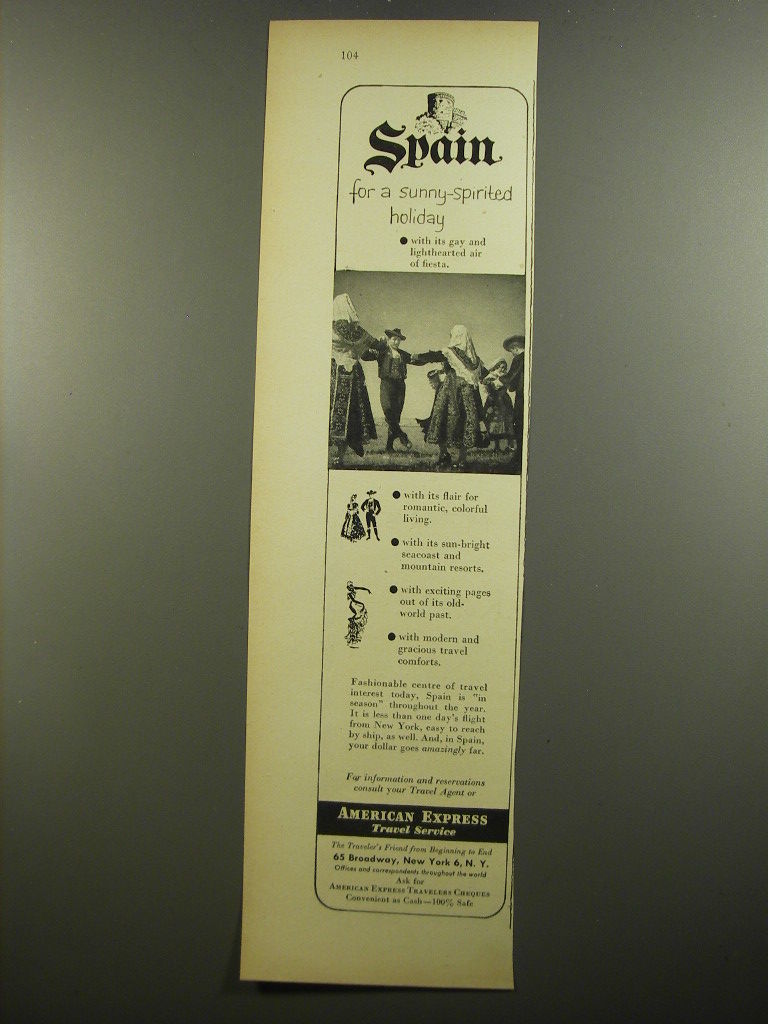 104
Spain
for a sunny-spirited
holiday
● with its gay and
lighthearted air
of fiesta.
● with its flair for
romantic, colorful
living.
● with its sun-bright
seacoast and
mountain resorts.
● with exciting pages
out of its old-
world past.
● with modern and
gracious travel
comforts.
Fashionable centre of travel
interest today, Spain is "in
season" throughout the year.
It is less than one day's flight
from New York, easy to reach
by ship, as well. And, in Spain,
your dollar goes amazingly far.
For information and reservations
consult your Travel Agent or
AMERICAN EXPRESS
Travel Service
The Traveler's Friend from Beginning to End
65 Broadway, New York 6, N. Y.
Offices and correspondents throughout the world
Ask for
AMERICAN EXPRESS TRAVELERS CHEQUES
Convenient as Cash—100% Safe